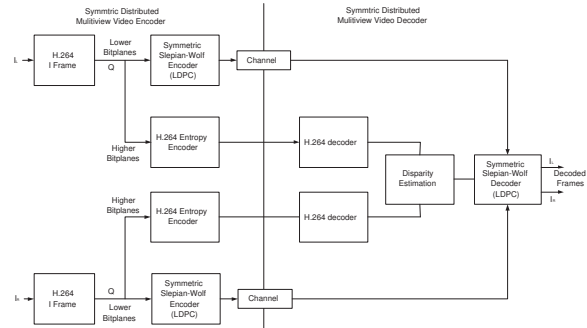 Symmtric Distributed
Mulitiview Video Encoder
Symmtric Distributed
Mulitiview Video Decoder
Lower
Bitplanes
Q
H.264
I Frame
Symmetric
Slepian-Wolf
Encoder
(LDPC)
Channel
Higher
Bitplanes
H.264 Entropy
Encoder
H.264 decoder
Disparity
Estimation
Symmetric
Slepian-Wolf
Decoder
(LDPC)
Decoded
Frames
Higher
Bitplanes
H.264 Entropy
Encoder
H.264 decoder
H.264
I Frame
Q
Lower
Bitplanes
Symmetric
Slepian-Wolf
Encoder
(LDPC)
Channel